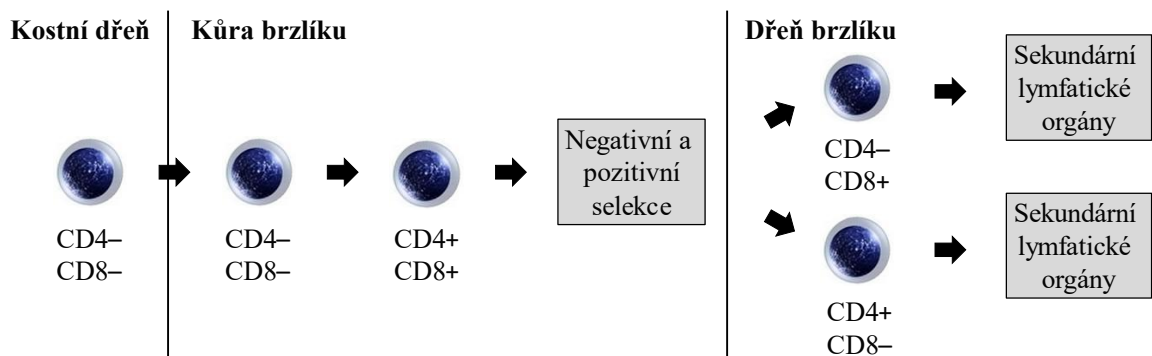 Kostní dřeň
Kůra brzlíku
Dřeň brzlíku
CD4–
CD8–
CD4–
CD8–
CD4+
CD8+
Negativní a
pozitivní
selekce
CD4–
CD8+
Sekundární
lymfatické
orgány
CD4+
CD8–
Sekundární
lymfatické
orgány